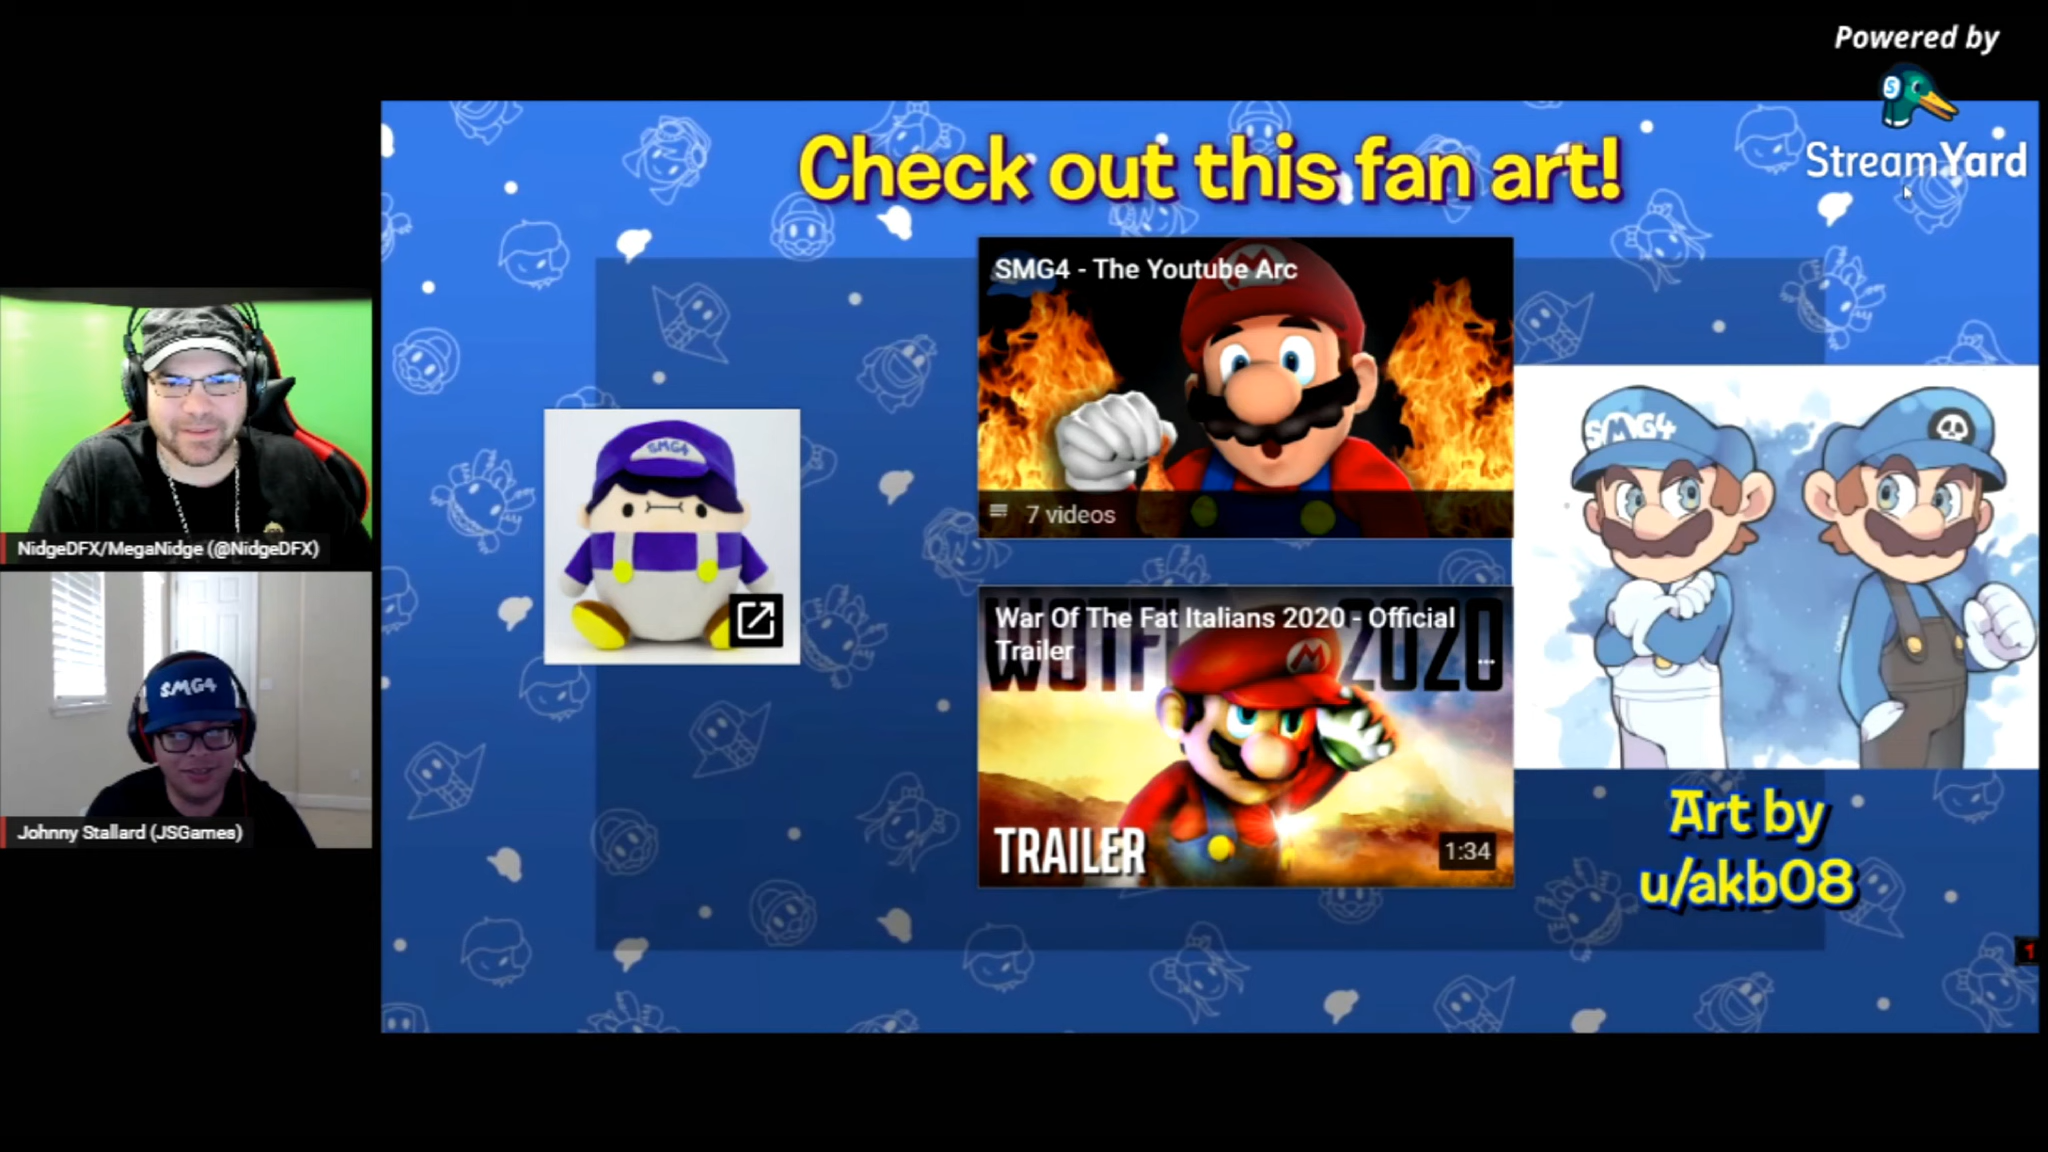 Powered by
StreamYard
Check out this fan art!
SMG4 - The Youtube Arc
7 videos
SMG4
SMG4
War Of The Fat Italians 2020 - Official
Trailer
...
WOTFI 2020
TRAILER
1:34
NidgeDFX/MegaNidge (@NidgeDFX)
SMG4
Johnny Stallard (JSGames)
Art by
u/akb08
1